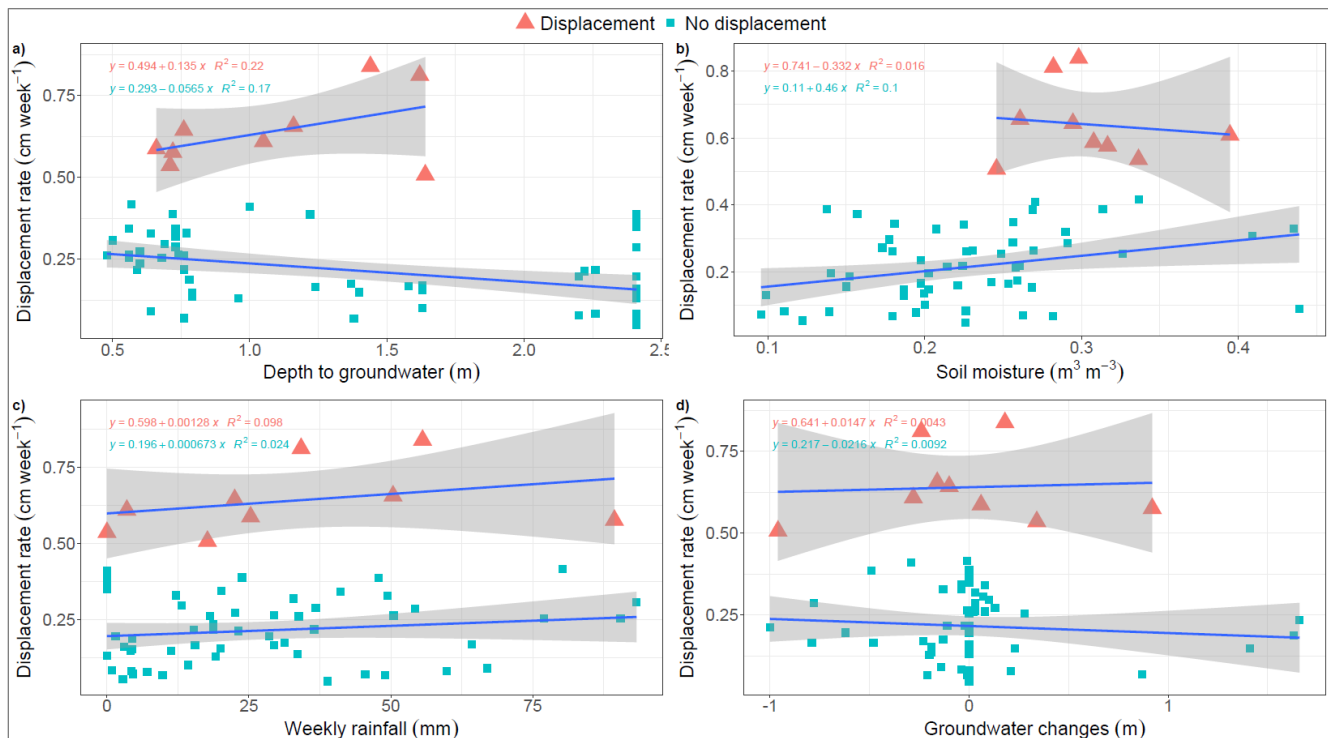 Displacement No displacement
a)
y = 0.494 + 0.135 x R² = 0.22
y = 0.293 − 0.0565 x R² = 0.17
0.75
0.50
0.25
Displacement rate (cm week⁻¹)
0.5 1.0 1.5 2.0 2.5
Depth to groundwater (m)
b)
y = 0.741 − 0.332 x R² = 0.016
y = 0.11 + 0.46 x R² = 0.1
0.8
0.6
0.4
0.2
0.0
Displacement rate (cm week⁻¹)
0.1 0.2 0.3 0.4
Soil moisture (m³ m⁻³)
c)
y = 0.598 + 0.00128 x R² = 0.098
y = 0.196 + 0.000673 x R² = 0.024
0.75
0.50
0.25
0.00
Displacement rate (cm week⁻¹)
0 25 50 75
Weekly rainfall (mm)
d)
y = 0.641 + 0.0147 x R² = 0.0043
y = 0.217 − 0.0216 x R² = 0.0092
0.75
0.50
0.25
0.00
Displacement rate (cm week⁻¹)
-1 0 1
Groundwater changes (m)